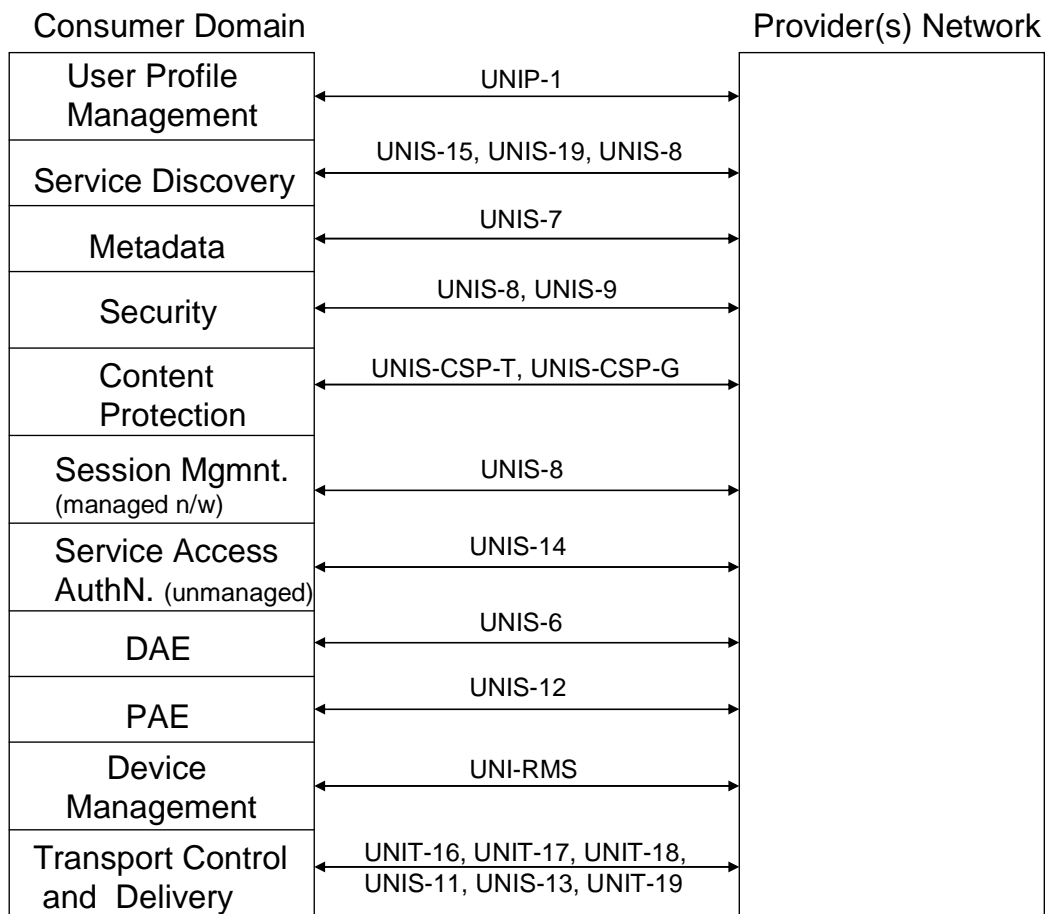 Consumer Domain
Provider(s) Network
User Profile
Management
UNIP-1
Service Discovery
UNIS-15, UNIS-19, UNIS-8
Metadata
UNIS-7
Security
UNIS-8, UNIS-9
Content
Protection
UNIS-CSP-T, UNIS-CSP-G
Session Mgmnt.
(managed n/w)
UNIS-8
Service Access
AuthN. (unmanaged)
UNIS-14
DAE
UNIS-6
PAE
UNIS-12
Device
Management
UNI-RMS
Transport Control
and Delivery
UNIT-16, UNIT-17, UNIT-18,
UNIS-11, UNIS-13, UNIT-19